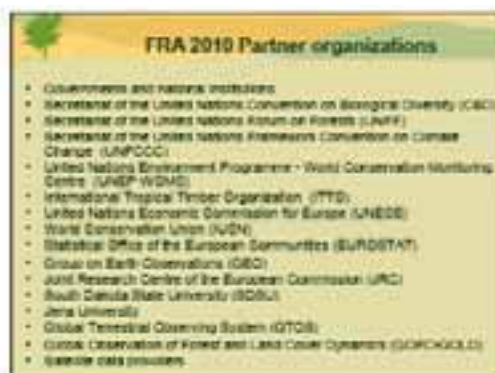 FRA 2010 Partner organizations
• Governments and national institutions
• Secretariat of the United Nations Convention on Biological Diversity (CBD
• Secretariat of the United Nations Forum on Forests (UNFF)
• Secretariat of the United Nations Framework Convention on Climate
Change (UNFCCC)
• United Nations Environment Programme - World Conservation Monitoring
Centre (UNEP WCMC)
• International Tropical Timber Organization (ITTO)
• United Nations Economic Commission for Europe (UNECE)
• World Conservation Union (IUCN)
• Statistical Office of the European Communities (EUROSTAT)
• Group on Earth Observations (GEO)
• Joint Research Centre of the European Commission (JRC)
• South Dakota State University (SDSU)
• Jena University
• Global Terrestrial Observing System (GTOS)
• Global Observation of Forest and Land Cover Dynamics (GOFC-GOLD)
• Satellite data providers